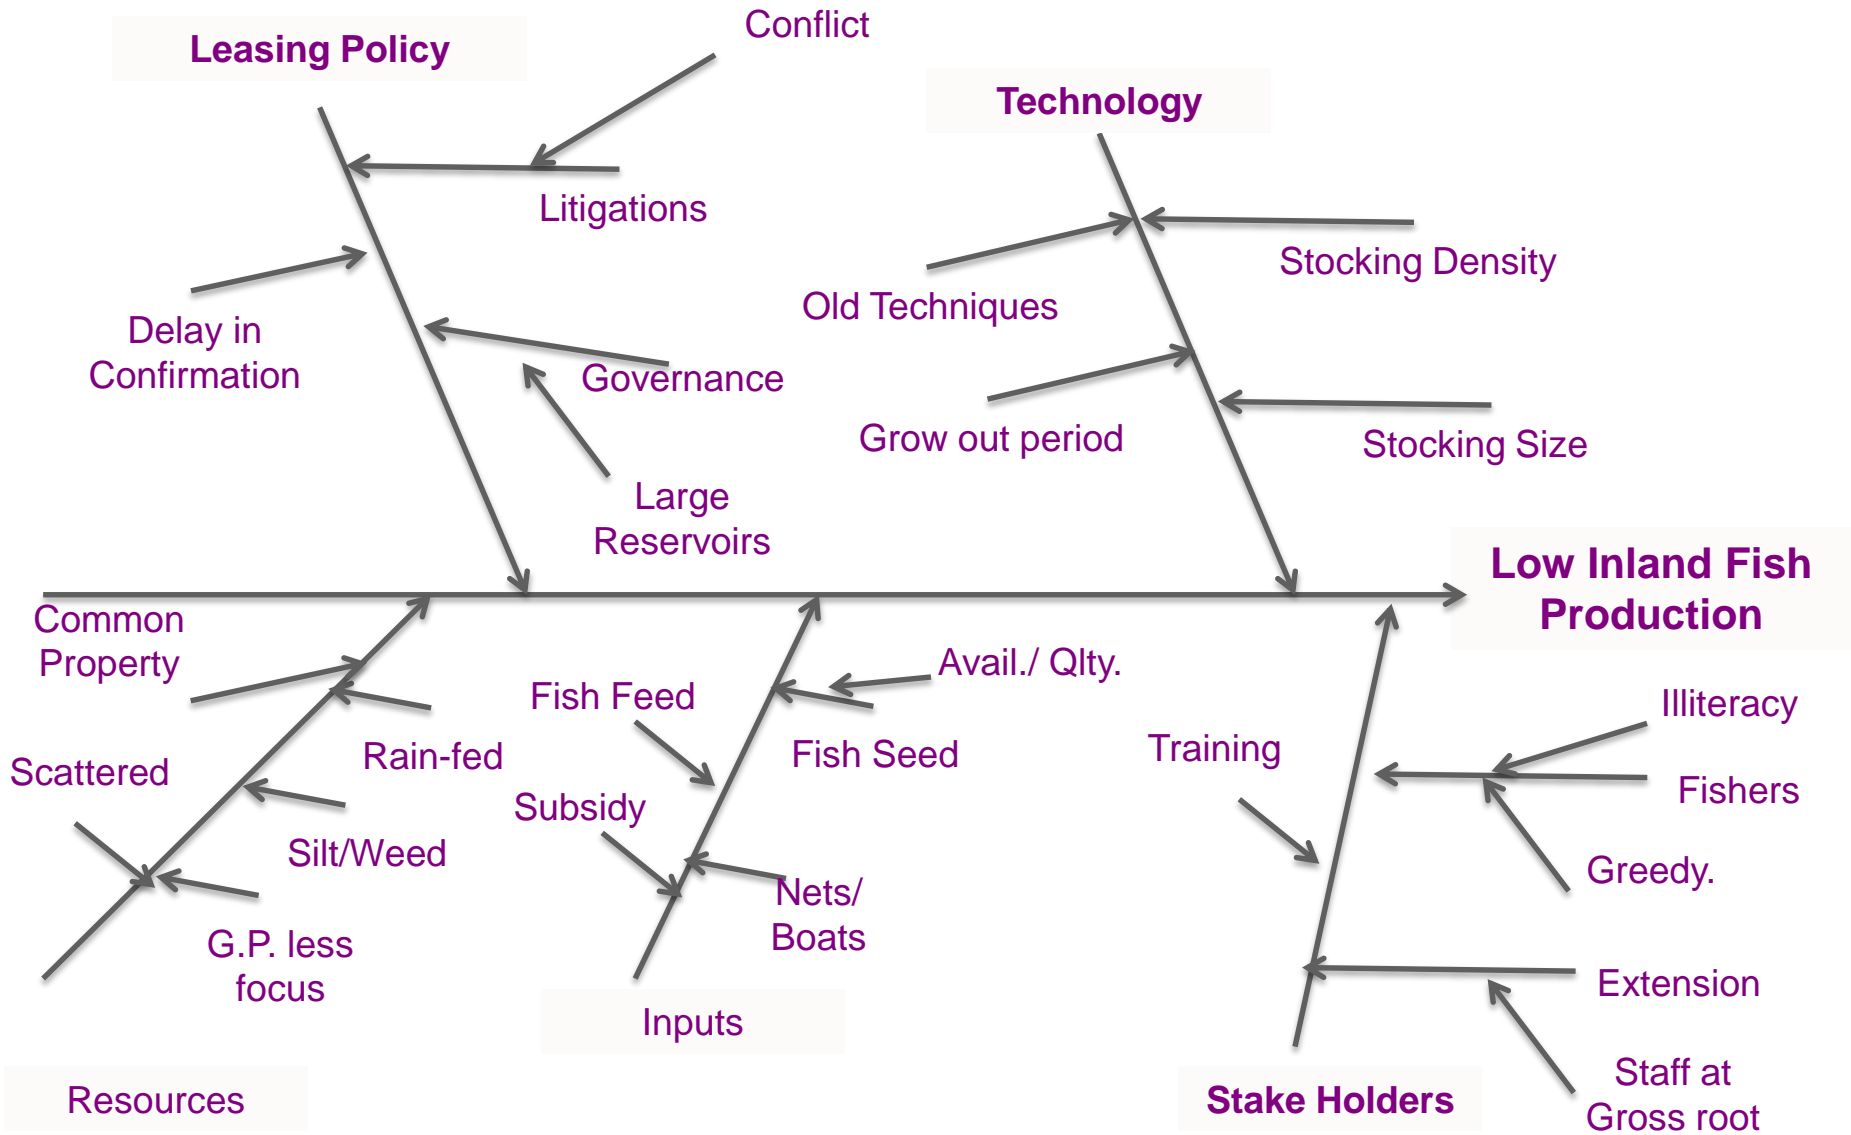 Conflict
Leasing Policy
Technology
Litigations
Stocking Density
Old Techniques
Delay in
Confirmation
Governance
Grow out period
Stocking Size
Large
Reservoirs
Low Inland Fish
Production
Common
Property
Avail./ Qlty.
Fish Feed
Illiteracy
Rain-fed
Fish Seed
Training
Scattered
Fishers
Subsidy
Silt/Weed
Greedy.
Nets/
Boats
G.P. less
focus
Extension
Inputs
Staff at
Gross root
Resources
Stake Holders